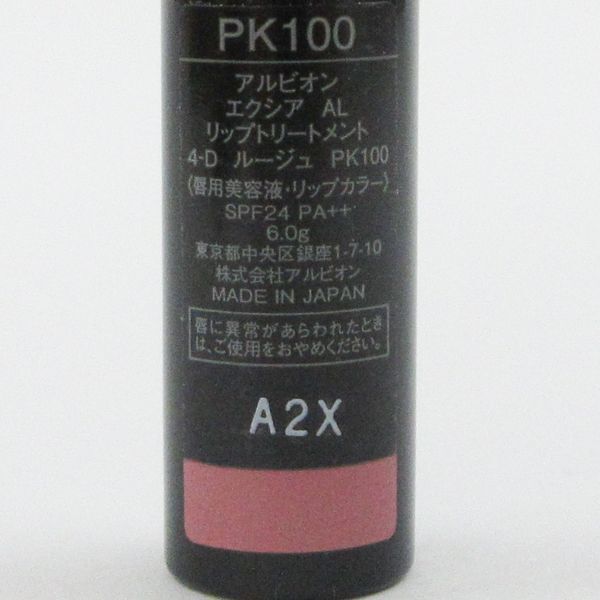 PK100
アルビオン
エクシア AL
リップトリートメント
4-D ルージュ PK100
(唇用美容液・リップカラー)
SPF24 PA++
6.0g
東京都中央区銀座1-7-10
株式会社アルビオン
MADE IN JAPAN
唇に異常があらわれたとき
は、ご使用をおやめください。
A2X